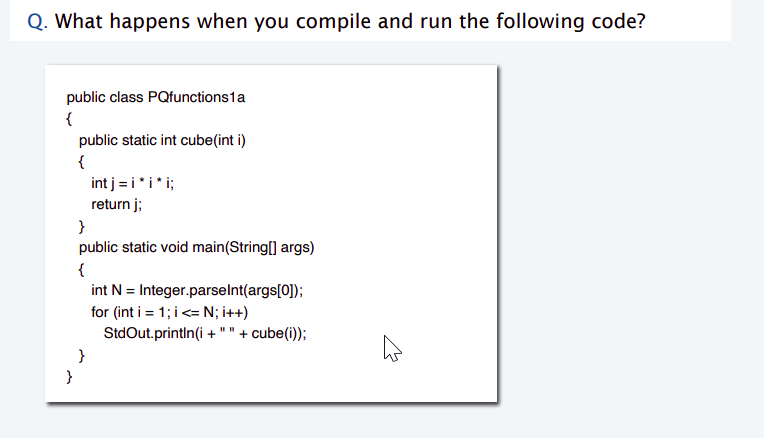 Q. What happens when you compile and run the following code?
public class PQfunctions1a
{
public static int cube(int i)
{
int j = i * i * i;
return j;
}
public static void main(String[] args)
{
int N = Integer.parseInt(args[0]);
for (int i = 1; i <= N; i++)
StdOut.println(i + " " + cube(i));
}
}